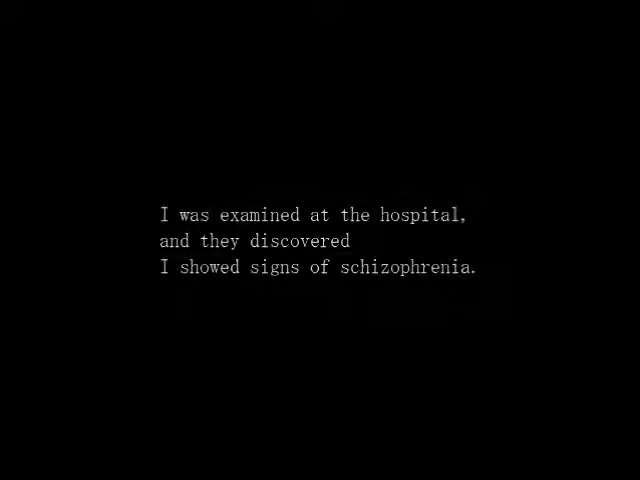 I was examined at the hospital,
and they discovered
I showed signs of schizophrenia.